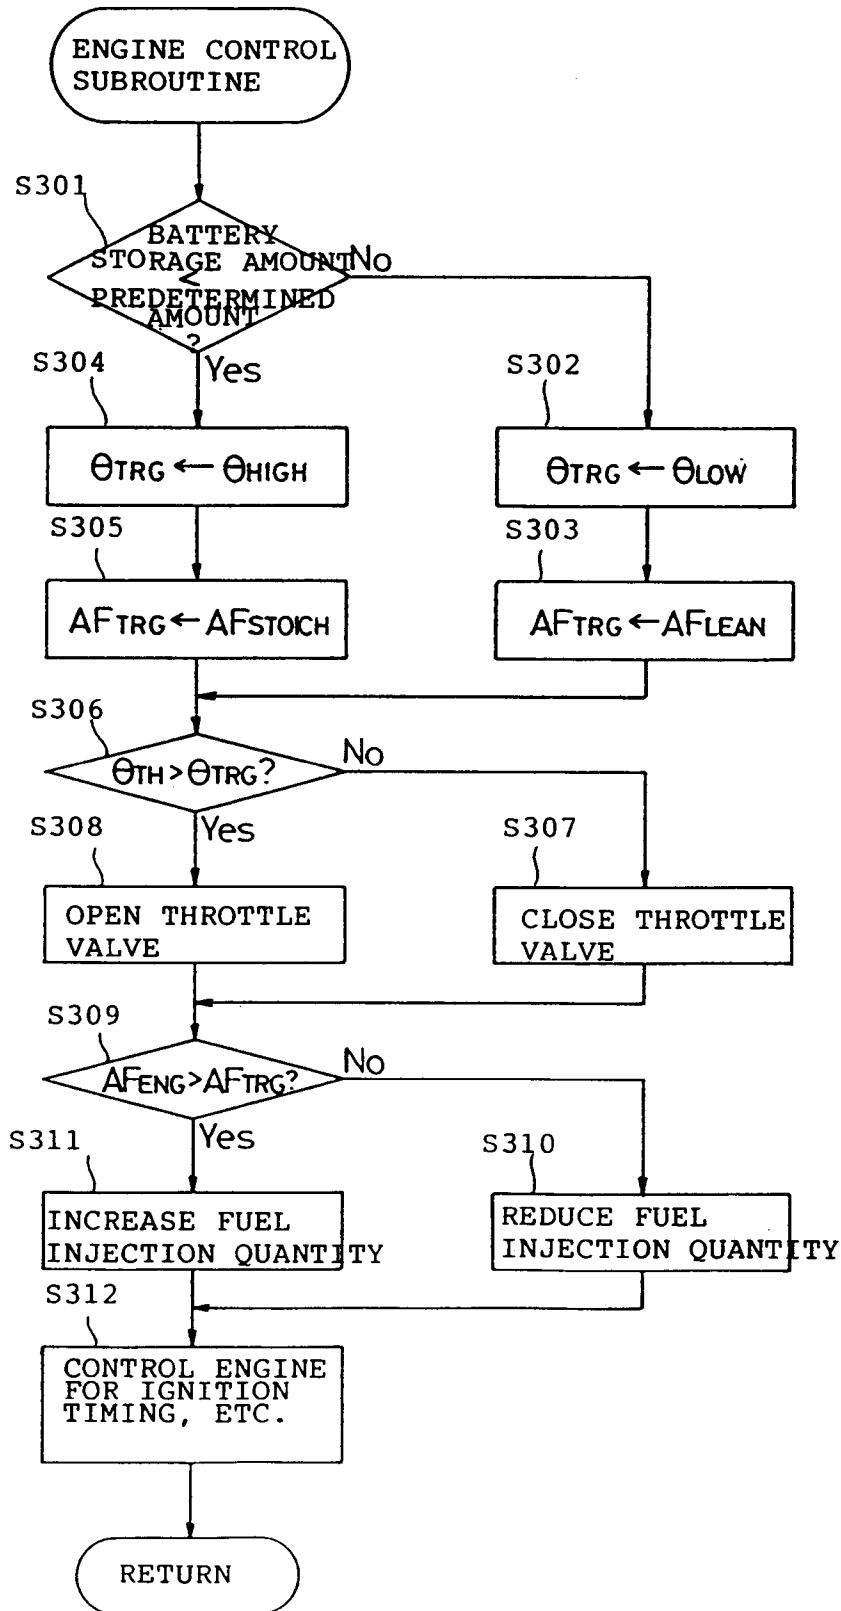 ENGINE CONTROL
SUBROUTINE
S301
BATTERY
STORAGE AMOUNT
<
PREDETERMINED
AMOUNT
?
No
Yes
S304
S302
θTRG ← θHIGH
θTRG ← θLOW
S305
S303
AFTRG ← AFSTOICH
AFTRG ← AFLEAN
S306
θTH > θTRG?
No
Yes
S308
S307
OPEN THROTTLE
VALVE
CLOSE THROTTLE
VALVE
S309
AFENG > AFTRG?
No
Yes
S311
S310
INCREASE FUEL
INJECTION QUANTITY
REDUCE FUEL
INJECTION QUANTITY
S312
CONTROL ENGINE
FOR IGNITION
TIMING, ETC.
RETURN